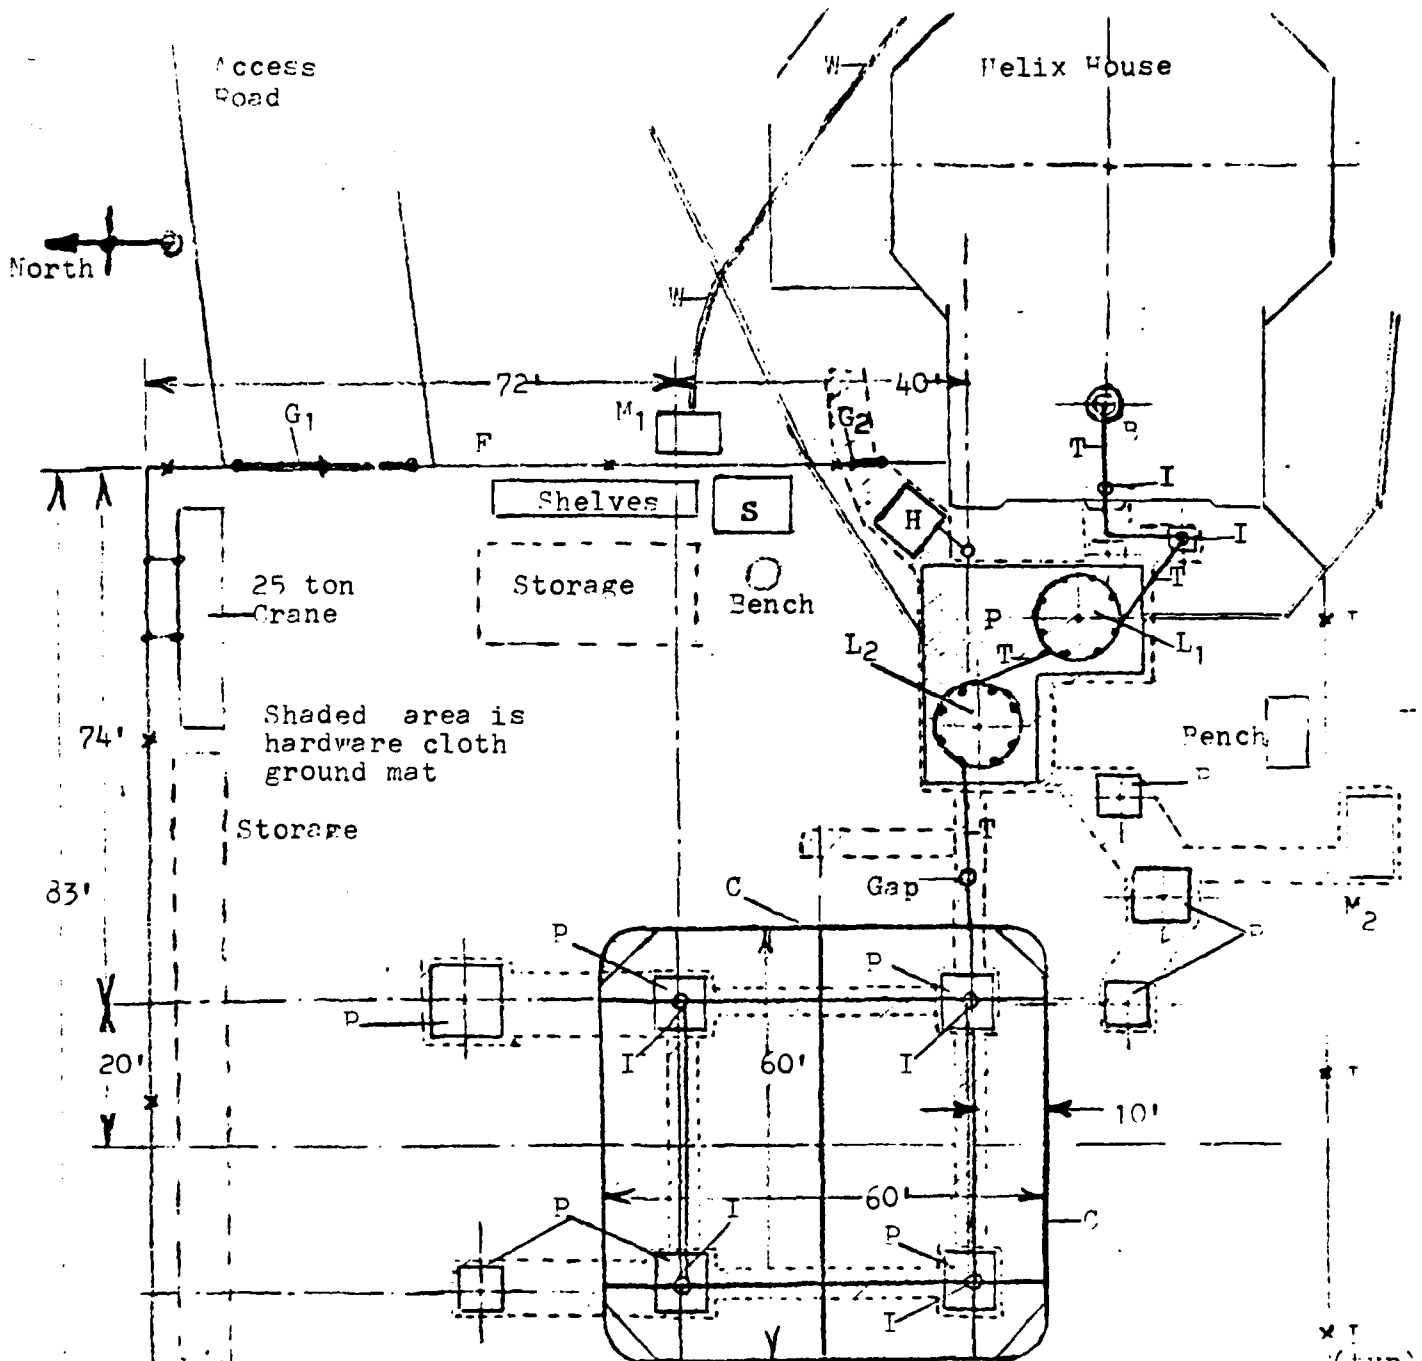 Access
Road
W
Helix House
North
W
72'
40'
M1
G1
G2
F
T
B
I
Shelves
S
H
I
25 ton
Crane
Storage
Bench
T
P
L2
T
L1
74'
Shaded area is
hardware cloth
ground mat
Bench
Storage
T
83'
Gap
C
M2
P
P
P
20'
I
60'
I
10'
60'
P
I
C
P
I